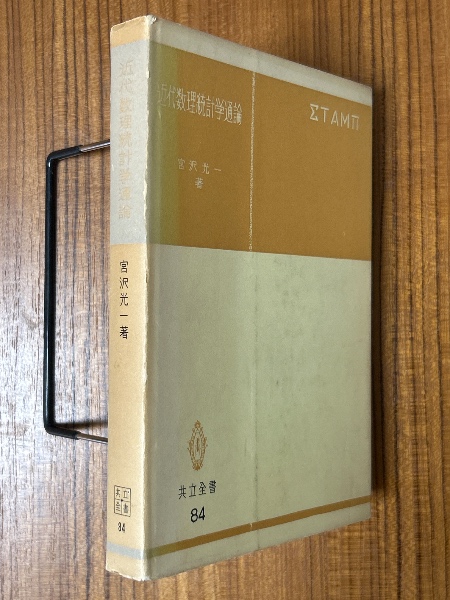 近代数理統計学通論
宮沢光一著
共立
全書
84
近代数理統計学通論
ΣΤΑΜΠ
宮沢光一
著
共立全書
84